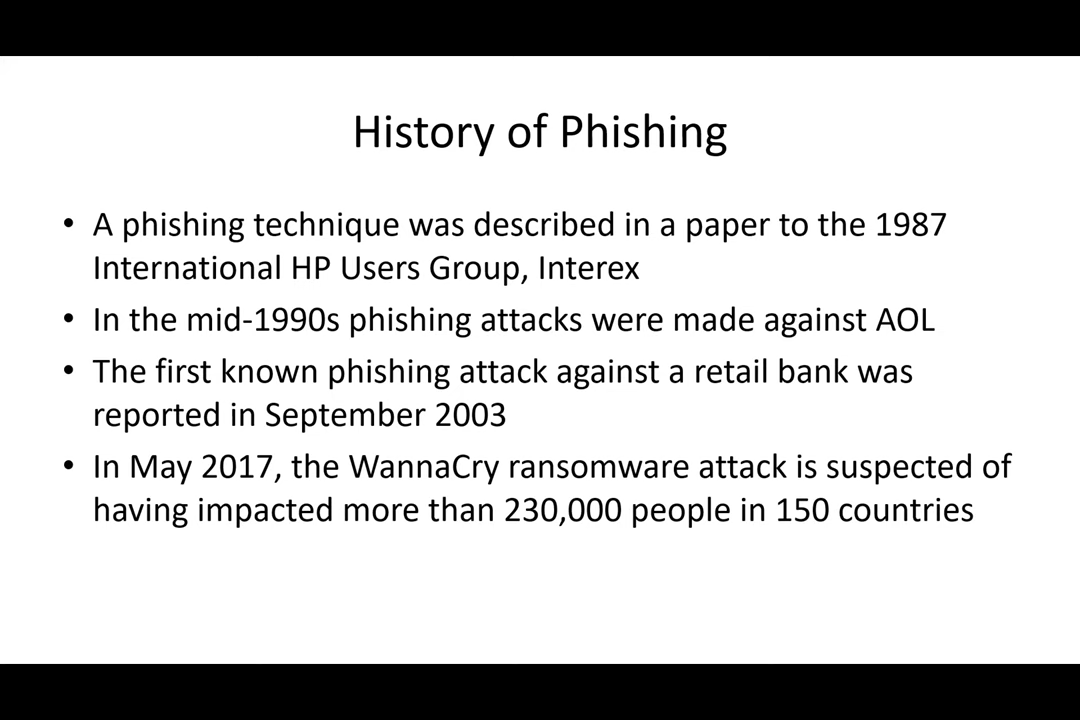 History of Phishing
• A phishing technique was described in a paper to the 1987
International HP Users Group, Interex
• In the mid-1990s phishing attacks were made against AOL
• The first known phishing attack against a retail bank was
reported in September 2003
• In May 2017, the WannaCry ransomware attack is suspected of
having impacted more than 230,000 people in 150 countries